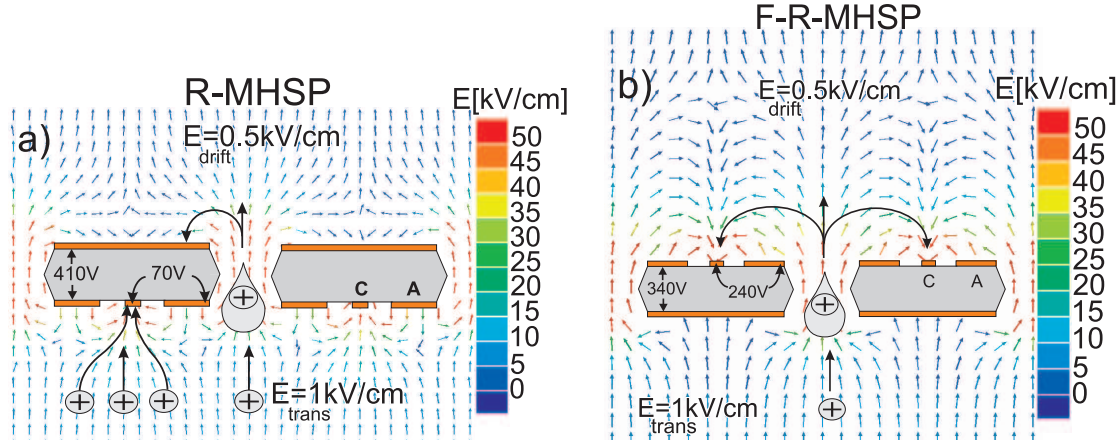 R-MHSP
a)
E=0.5kV/cm
drift
E[kV/cm]
50
45
40
35
30
25
20
15
10
5
0
410V
70V
C
A
+
+
+
+
+
E=1kV/cm
trans
F-R-MHSP
b)
E=0.5kV/cm
drift
E[kV/cm]
50
45
40
35
30
25
20
15
10
5
0
340V
240V
C
A
+
+
E=1kV/cm
trans